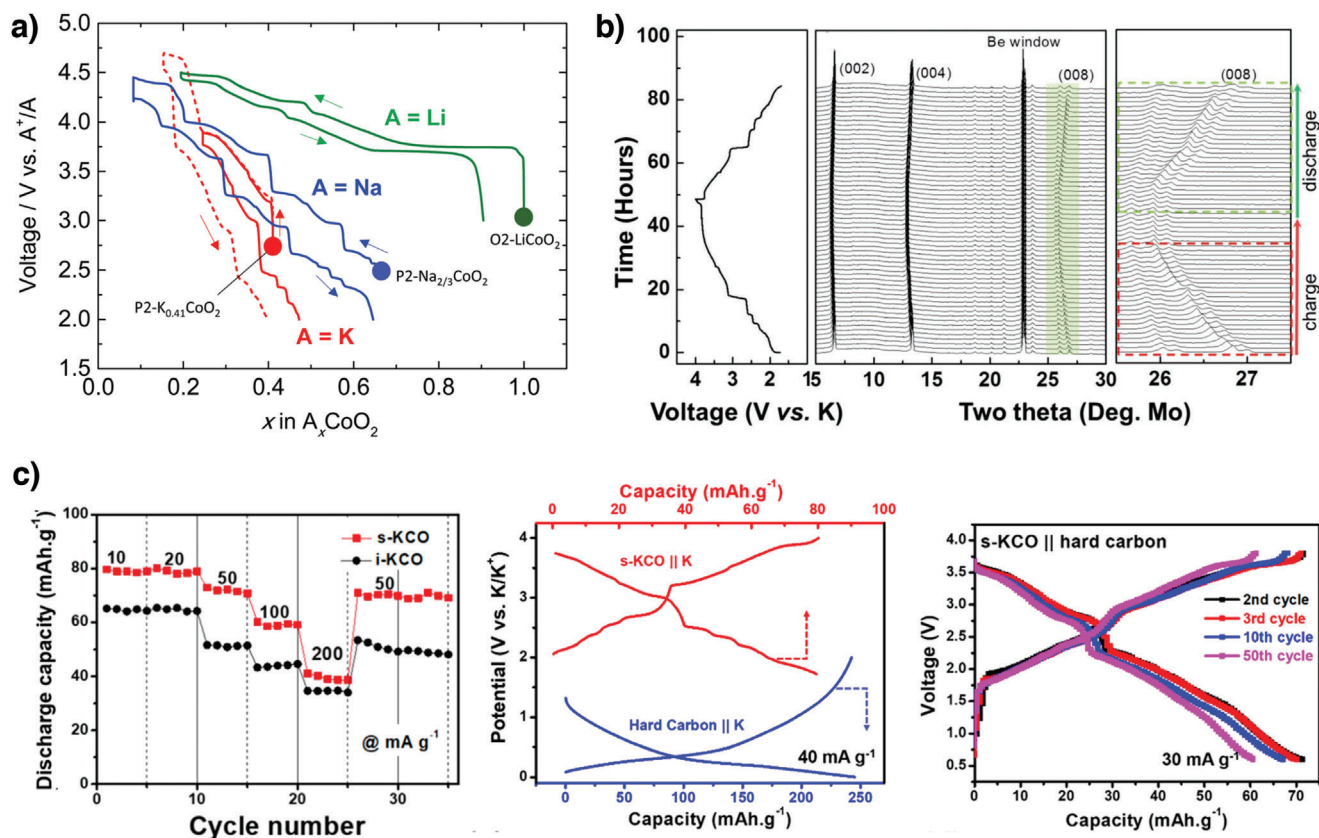 a)
Voltage / V vs. A⁺/A
5.0
4.5
4.0
3.5
3.0
2.5
2.0
1.5
0.0
0.2
0.4
0.6
0.8
1.0
x in AₓCoO₂
A = Li
A = Na
A = K
O2-LiCoO₂
P2-Na₂/₃CoO₂
P2-K₀.₄₁CoO₂
b)
Time (Hours)
100
80
60
40
20
0
4 3 2 1
Voltage (V vs. K)
Be window
(002)
(004)
(008)
5 10 15 20 25 30
Two theta (Deg. Mo)
(008)
26 27
discharge
charge
c)
Discharge capacity (mAh.g⁻¹)
100
80
60
40
20
0
0 10 20 30
Cycle number
s-KCO
i-KCO
10
20
50
100
200
50
@ mA g⁻¹
Capacity (mAh.g⁻¹)
0 20 40 60 80 100
Potential (V vs. K/K⁺)
4
3
2
1
0
s-KCO || K
Hard Carbon || K
40 mA g⁻¹
0 50 100 150 200 250
Capacity (mAh.g⁻¹)
Voltage (V)
4.0
3.5
3.0
2.5
2.0
1.5
1.0
0.5
s-KCO || hard carbon
2nd cycle
3rd cycle
10th cycle
50th cycle
30 mA g⁻¹
0 10 20 30 40 50 60 70
Capacity (mAh.g⁻¹)